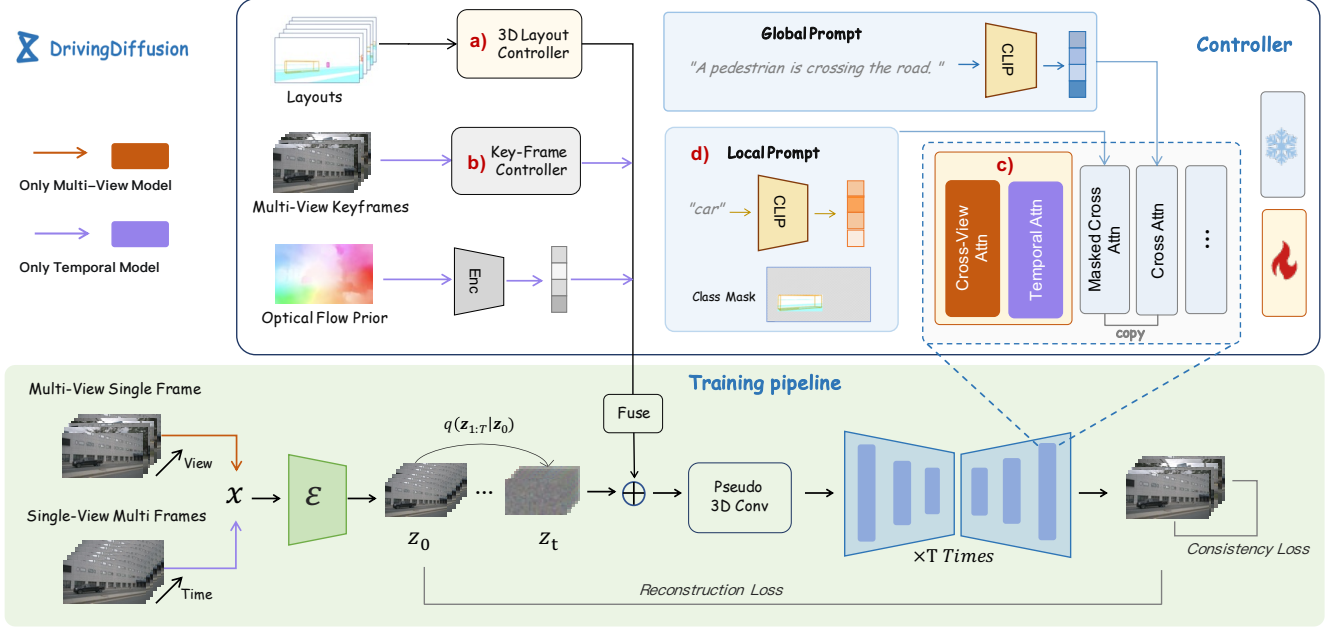 DrivingDiffusion
Only Multi-View Model
Only Temporal Model
Layouts
a) 3D Layout
Controller
Multi-View Keyframes
b) Key-Frame
Controller
Optical Flow Prior
Enc
Global Prompt
"A pedestrian is crossing the road. "
CLIP
Controller
d) Local Prompt
"car"
CLIP
Class Mask
c)
Cross-View
Attn
Temporal Attn
Masked Cross
Attn
Cross Attn
...
copy
Training pipeline
Multi-View Single Frame
View
x
Single-View Multi Frames
Time
ε
q(z1:T|z0)
z0
...
zt
Fuse
Pseudo
3D Conv
×T Times
Consistency Loss
Reconstruction Loss